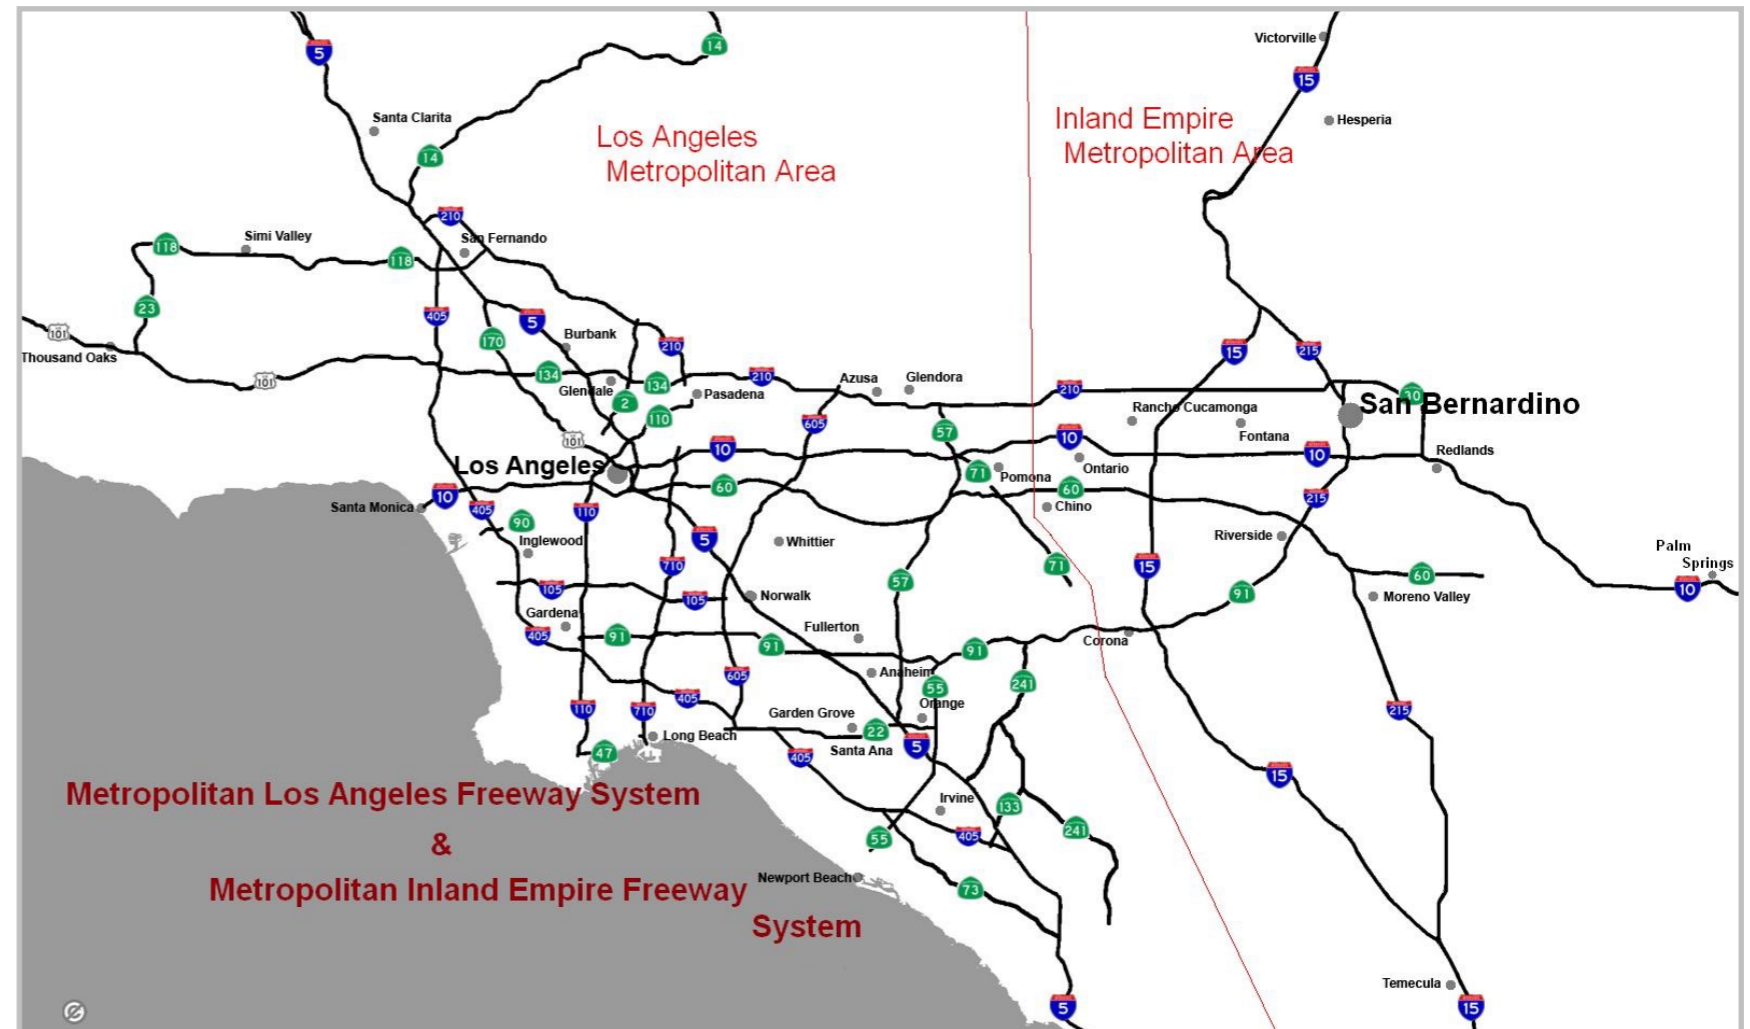 Victorville
5
14
15
Santa Clarita
Hesperia
Los Angeles
Metropolitan Area
Inland Empire
Metropolitan Area
14
210
118
Simi Valley
118
San Fernando
23
101
405
170
5
Burbank
210
15
215
Thousand Oaks
101
134
Glendale
134
Pasadena
210
Azusa
Glendora
210
30
San Bernardino
2
110
605
57
Rancho Cucamonga
Fontana
101
10
10
10
Redlands
Los Angeles
60
71
Pomona
Ontario
60
215
Santa Monica
10
405
110
Chino
90
Inglewood
5
Whittier
Riverside
Palm
Springs
710
71
15
105
105
Norwalk
57
91
60
Moreno Valley
10
Gardena
405
91
91
Fullerton
91
Corona
605
Anaheim
55
241
110
710
405
Garden Grove
Orange
215
47
Long Beach
22
Santa Ana
5
405
15
Metropolitan Los Angeles Freeway System
&
Metropolitan Inland Empire Freeway
System
Irvine
133
55
405
241
Newport Beach
73
Temecula
5
15